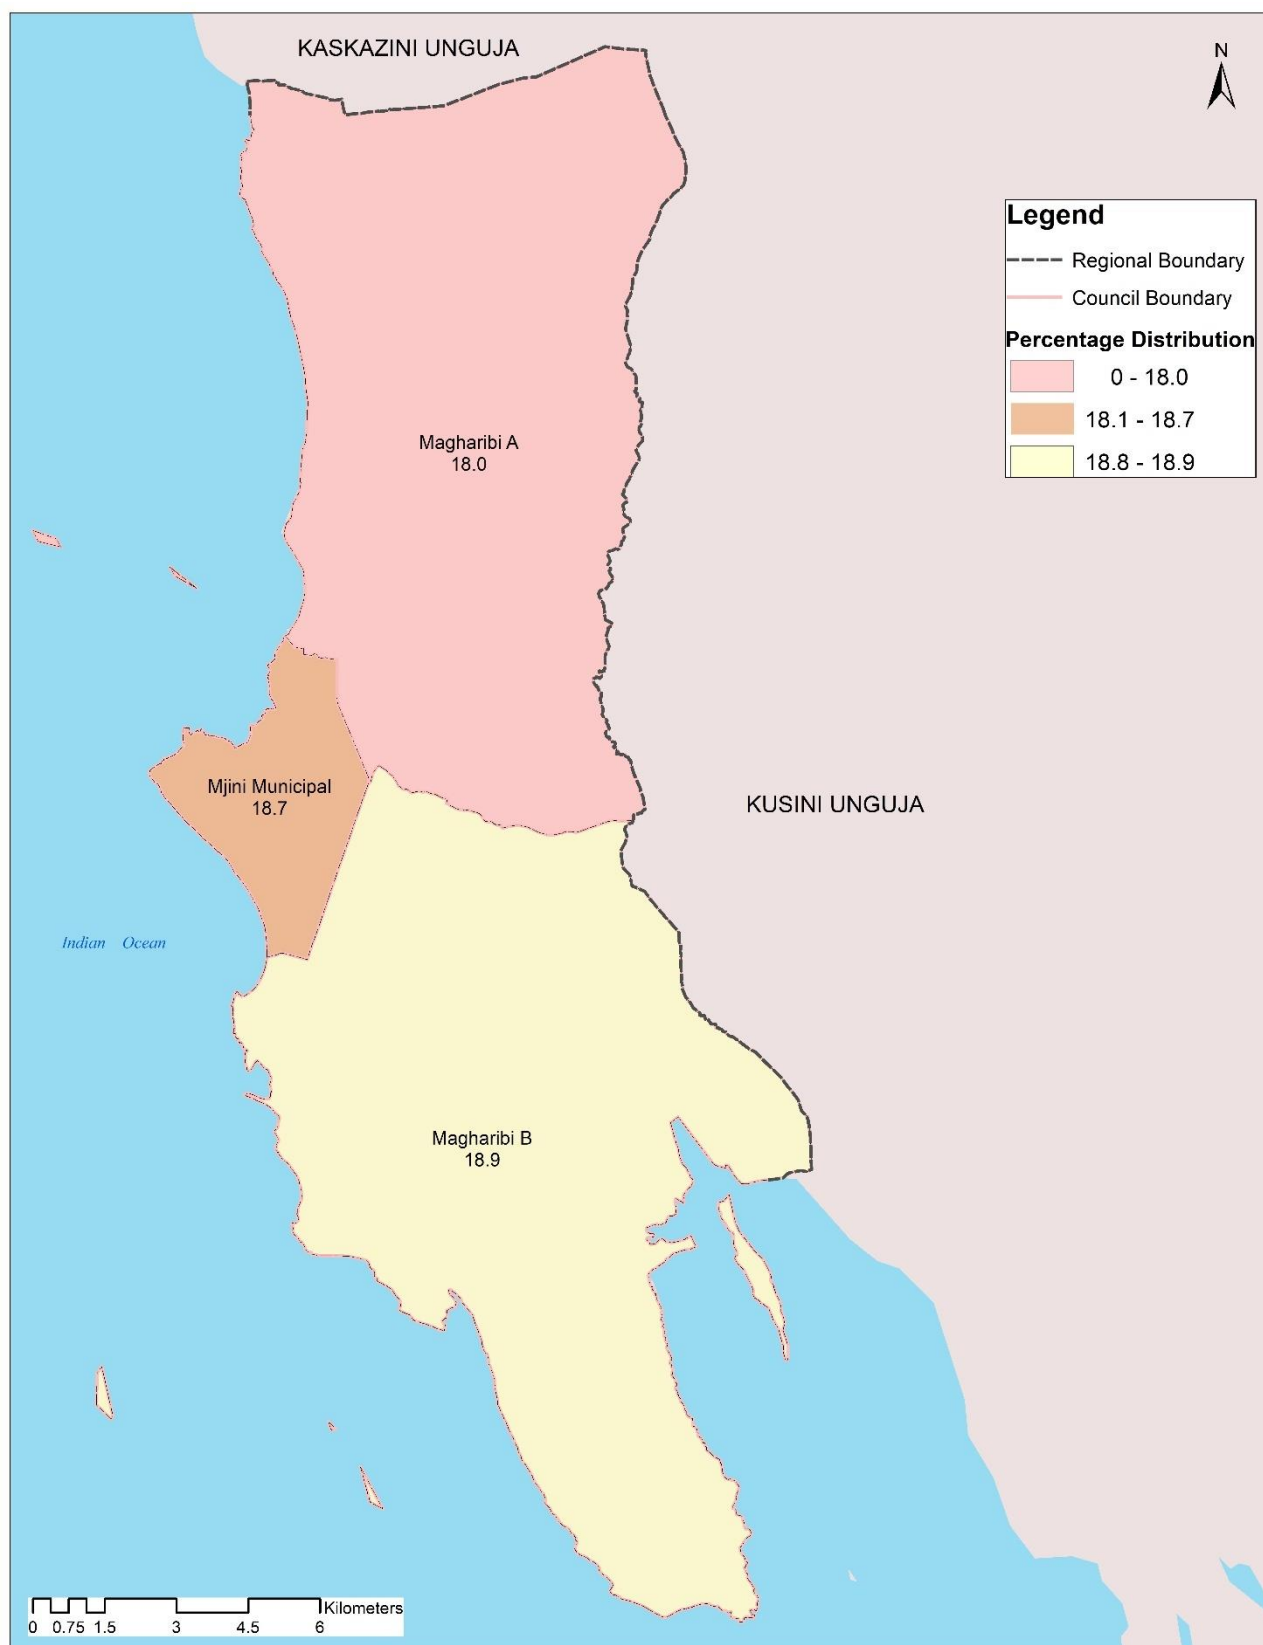 KASKAZINI UNGUJA
N
Legend
Regional Boundary
Council Boundary
Percentage Distribution
0 - 18.0
18.1 - 18.7
18.8 - 18.9
Magharibi A
18.0
Mjini Municipal
18.7
KUSINI UNGUJA
Indian Ocean
Magharibi B
18.9
Kilometers
0 0.75 1.5 3 4.5 6